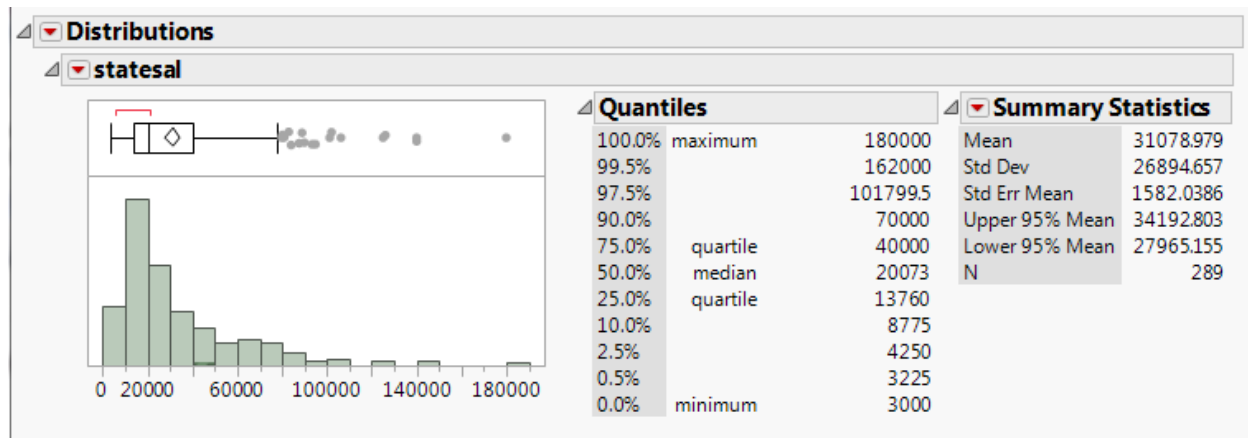 Distributions
statesal
Quantiles
100.0% maximum 180000
99.5% 162000
97.5% 101799.5
90.0% 70000
75.0% quartile 40000
50.0% median 20073
25.0% quartile 13760
10.0% 8775
2.5% 4250
0.5% 3225
0.0% minimum 3000
Summary Statistics
Mean 31078.979
Std Dev 26894.657
Std Err Mean 1582.0386
Upper 95% Mean 34192.803
Lower 95% Mean 27965.155
N 289
0 20000 60000 100000 140000 180000